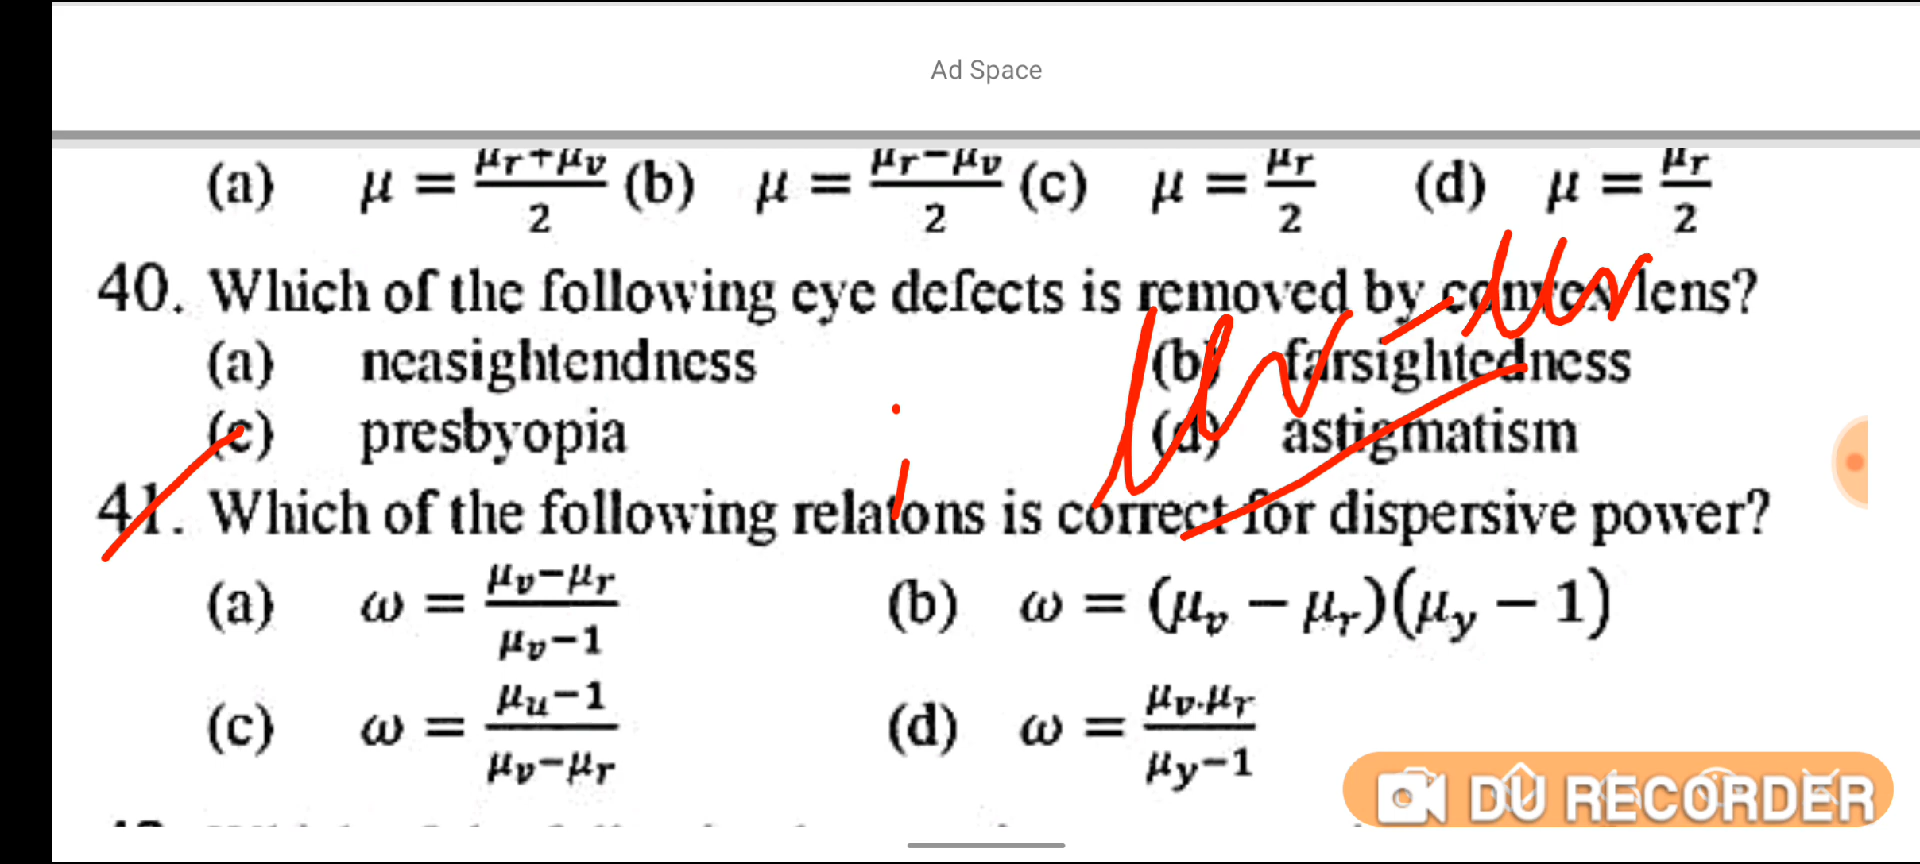 Ad Space
(a) μ = (μr+μv)/2 (b) μ = (μr−μv)/2 (c) μ = μr/2 (d) μ = μr/2
40. Which of the following eye defects is removed by convex lens?
(a) neasightendness (b) farsightedness
(c) presbyopia (d) astigmatism
41. Which of the following relatons is correct for dispersive power?
(a) ω = (μv−μr)/(μv−1) (b) ω = (μv − μr)(μy − 1)
(c) ω = (μu−1)/(μv−μr) (d) ω = (μv.μr)/(μy−1)
DU RECORDER